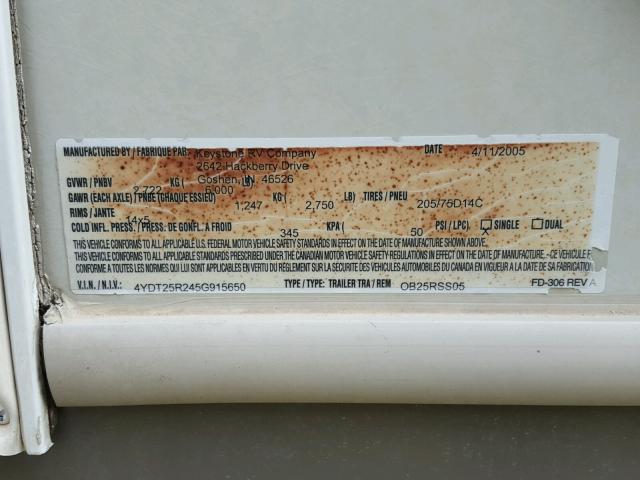 MANUFACTURED BY / FABRIQUE PAR: Keystone RV Company DATE 4/11/2005
2642 Hackberry Drive
Goshen, IN. 46526
GVWR / PNBV 2,722 KG ( 6,000
GAWR (EACH AXLE) / PNBE (CHAQUE ESSIEU) 1,247 KG ( 2,750 LB) TIRES / PNEU 205/75D14C
RIMS / JANTE 14x5
COLD INFL. PRESS. / PRESS. DE GONFL A FROID 345 KPA ( 50 PSI / LPC) X SINGLE DUAL
THIS VEHICLE CONFORMS TO ALL APPLICABLE U.S. FEDERAL MOTOR VEHICLE SAFETY STANDARDS IN EFFECT ON THE DATE OF MANUFACTURE SHOWN ABOVE.
THIS VEHICLE CONFORMS TO ALL APPLICABLE STANDARDS PRESCRIBED UNDER THE CANADIAN MOTOR VEHICLE SAFETY REGULATIONS IN EFFECT ON THE DATE OF MANUFACTURE. - CE VEHICULE
EST CONFORME A TOUTES LES NORMES QUI LUI SONT APPLICABLES EN VERTU DU REGLEMENT SUR LA SECURITE DES VEHICULES AUTOMOBILES DU CANADA EN VIGUEUR A LA DATE DE SA FABRICATION.
V.I.N. / N.I.V.: 4YDT25R245G915650 TYPE / TYPE: TRAILER TRA / REM OB25RSS05 FD-306 REV A